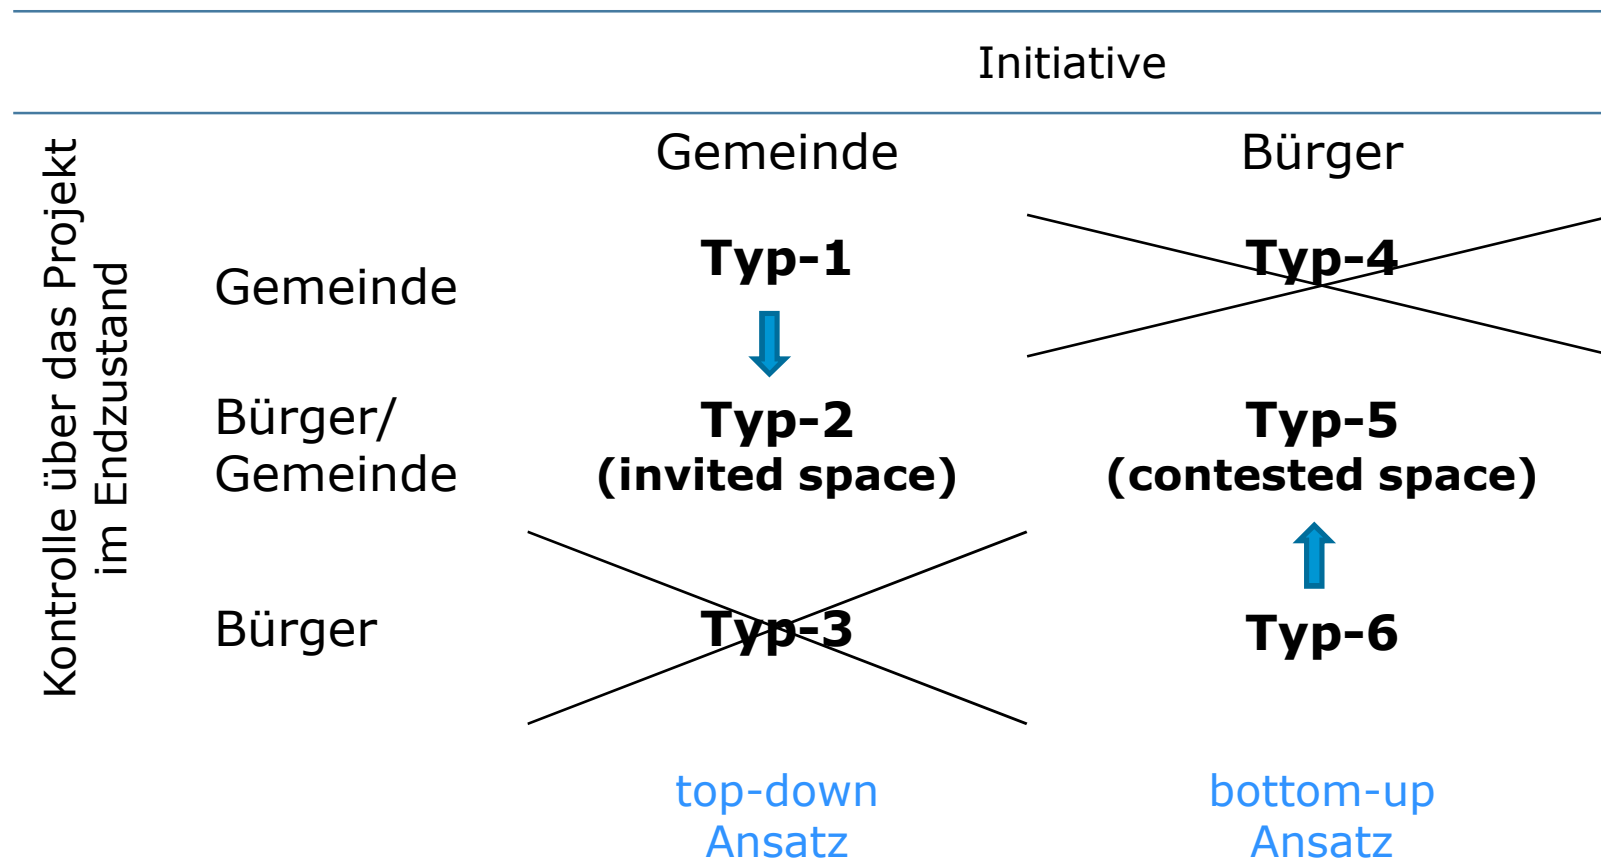 Initiative
Gemeinde Bürger
Kontrolle über das Projekt
im Endzustand
Gemeinde
Typ-1
Typ-4
Bürger/
Gemeinde
Typ-2
(invited space)
Typ-5
(contested space)
Bürger
Typ-3
Typ-6
top-down
Ansatz
bottom-up
Ansatz